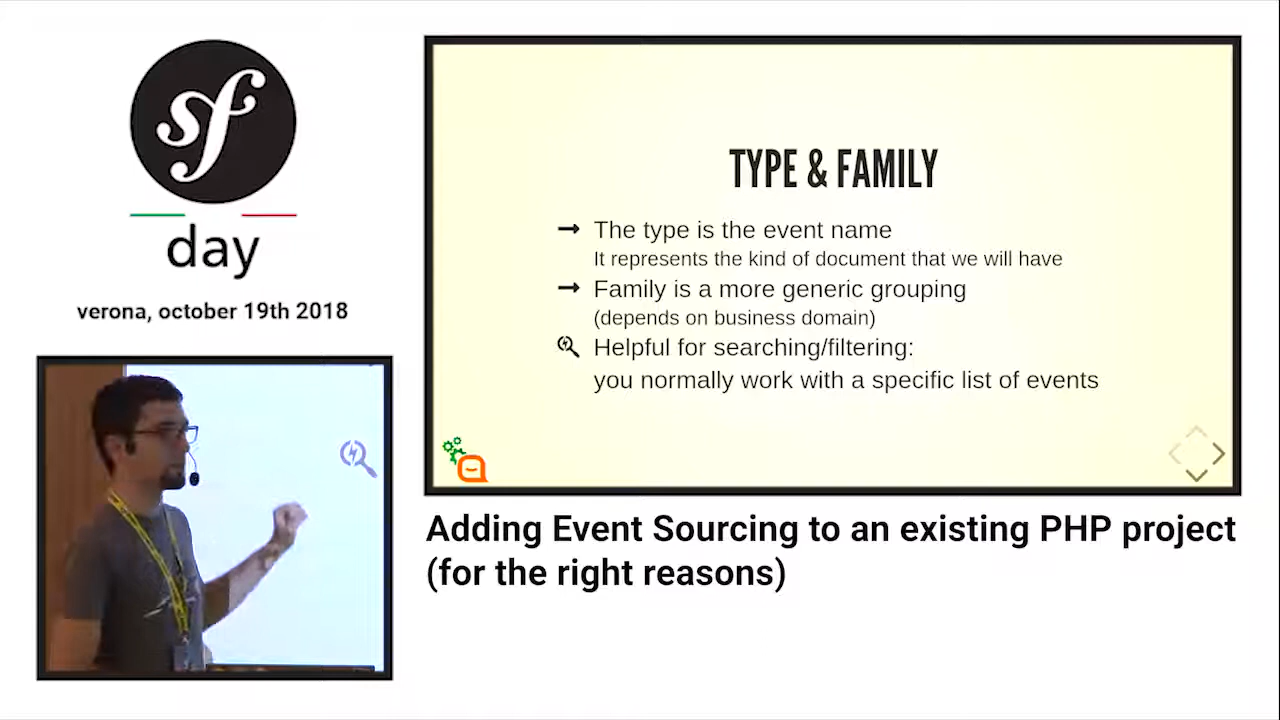 sf
day
verona, october 19th 2018
TYPE & FAMILY
The type is the event name
It represents the kind of document that we will have
Family is a more generic grouping
(depends on business domain)
Helpful for searching/filtering:
you normally work with a specific list of events
Adding Event Sourcing to an existing PHP project
(for the right reasons)